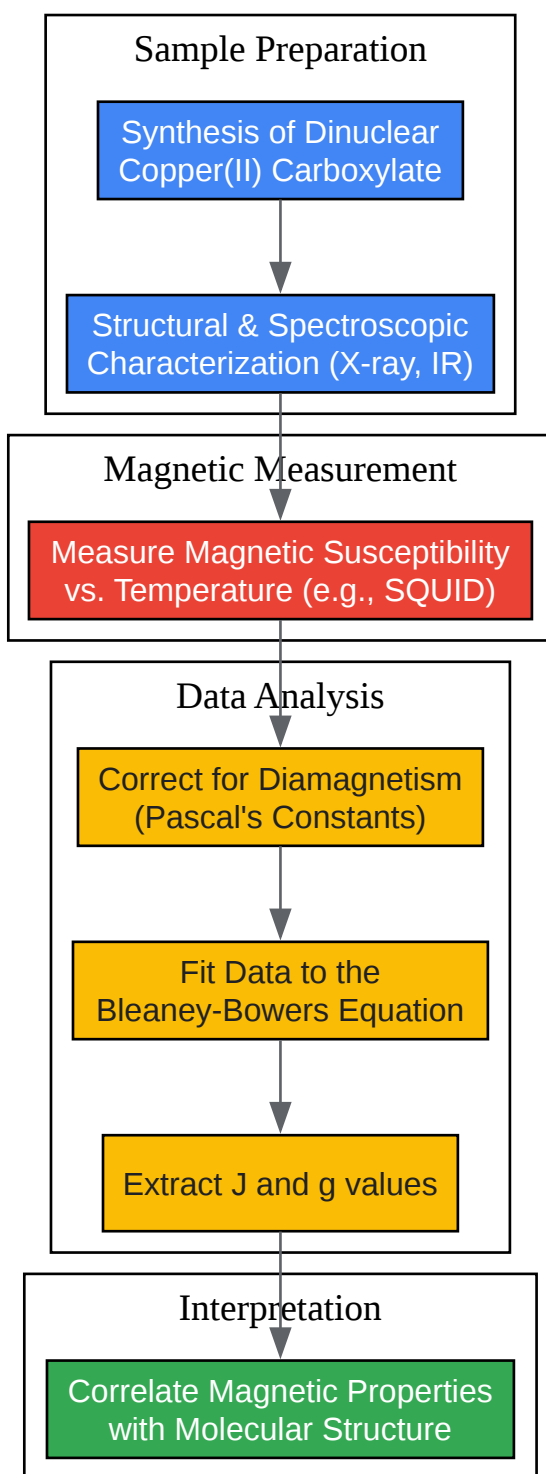 Sample Preparation
Synthesis of Dinuclear
Copper(II) Carboxylate
Structural & Spectroscopic
Characterization (X-ray, IR)
Magnetic Measurement
Measure Magnetic Susceptibility
vs. Temperature (e.g., SQUID)
Data Analysis
Correct for Diamagnetism
(Pascal's Constants)
Fit Data to the
Bleaney-Bowers Equation
Extract J and g values
Interpretation
Correlate Magnetic Properties
with Molecular Structure